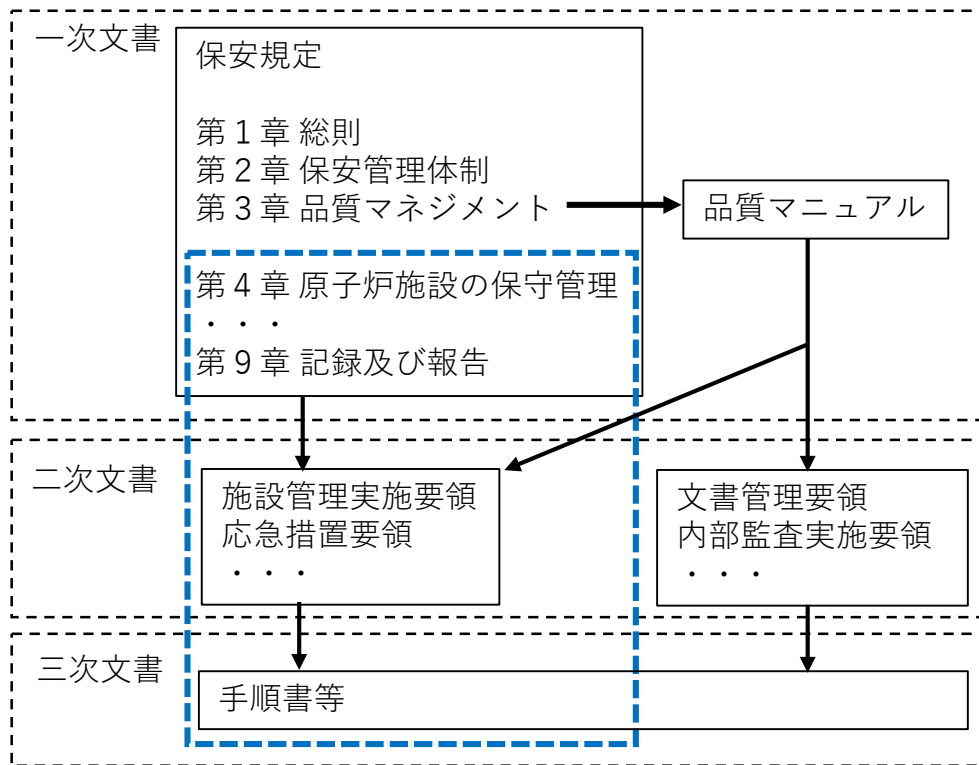 一次文書
保安規定
第1章 総則
第2章 保安管理体制
第3章 品質マネジメント
品質マニュアル
第4章 原子炉施設の保守管理
・・・
第9章 記録及び報告
二次文書
施設管理実施要領
応急措置要領
・・・
文書管理要領
内部監査実施要領
・・・
三次文書
手順書等